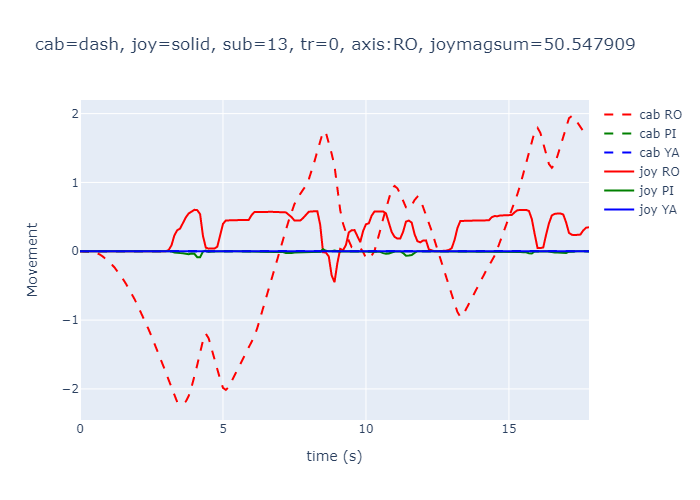 cab=dash, joy=solid, sub=13, tr=0, axis:RO, joymagsum=50.547909
2
1
0
−1
−2
Movement
0
5
10
15
time (s)
cab RO
cab PI
cab YA
joy RO
joy PI
joy YA